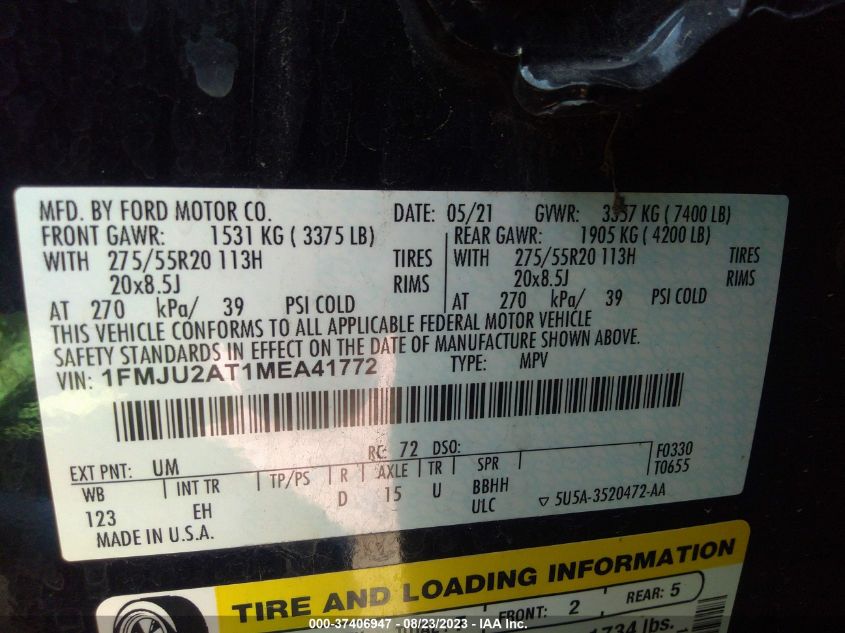 MFD. BY FORD MOTOR CO. DATE: 05/21 GVWR: 3357 KG ( 7400 LB)
FRONT GAWR: 1531 KG ( 3375 LB) REAR GAWR: 1905 KG ( 4200 LB)
WITH 275/55R20 113H TIRES WITH 275/55R20 113H TIRES
20x8.5J RIMS 20x8.5J RIMS
AT 270 kPa/ 39 PSI COLD AT 270 kPa/ 39 PSI COLD
THIS VEHICLE CONFORMS TO ALL APPLICABLE FEDERAL MOTOR VEHICLE
SAFETY STANDARDS IN EFFECT ON THE DATE OF MANUFACTURE SHOWN ABOVE.
VIN: 1FMJU2AT1MEA41772 TYPE: MPV
EXT PNT: UM RC: 72 DSO: F0330
T0655
WB INT TR TP/PS R AXLE TR SPR
123 EH D 15 U BBHH
ULC 5U5A-3520472-AA
MADE IN U.S.A.
TIRE AND LOADING INFORMATION
FRONT: 2 REAR: 5
1734 lbs.
000-37406947 - 08/23/2023 - IAA Inc.